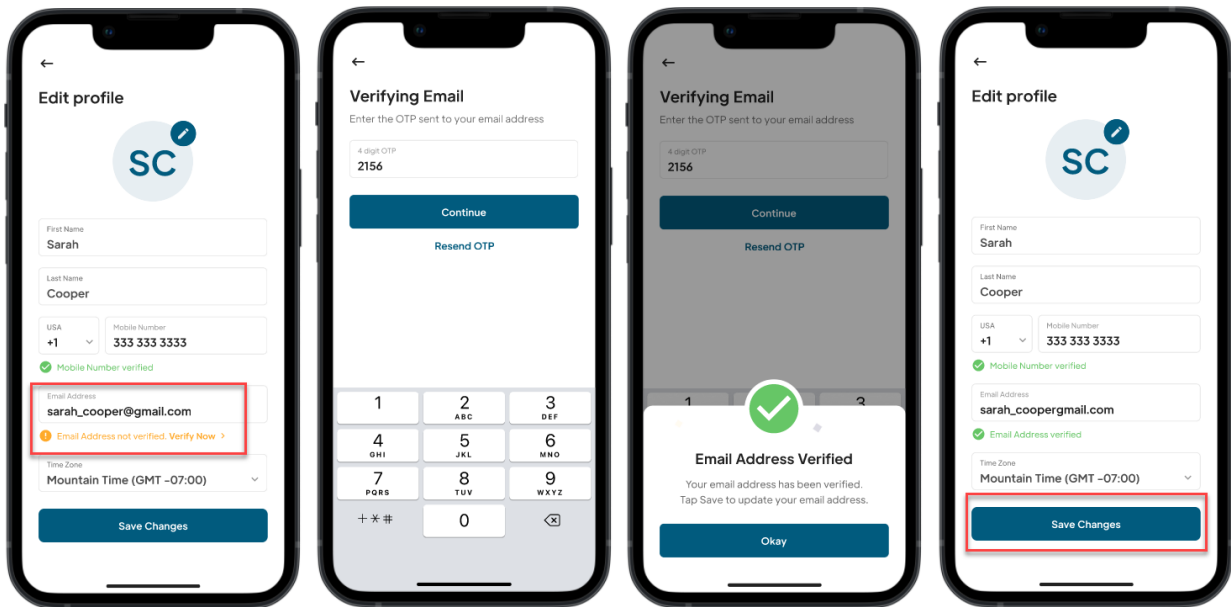 Edit profile
SC
First Name
Sarah
Last Name
Cooper
USA
+1
Mobile Number
333 333 3333
Mobile Number verified
Email Address
sarah_cooper@gmail.com
Email Address not verified. Verify Now >
Time Zone
Mountain Time (GMT -07:00)
Save Changes
Verifying Email
Enter the OTP sent to your email address
4 digit OTP
2156
Continue
Resend OTP
1
2
ABC
3
DEF
4
GHI
5
JKL
6
MNO
7
PQRS
8
TUV
9
WXYZ
+*#
0
Verifying Email
Enter the OTP sent to your email address
4 digit OTP
2156
Continue
Resend OTP
1
3
Email Address Verified
Your email address has been verified.
Tap Save to update your email address.
Okay
Edit profile
SC
First Name
Sarah
Last Name
Cooper
USA
+1
Mobile Number
333 333 3333
Mobile Number verified
Email Address
sarah_coopergmail.com
Email Address verified
Time Zone
Mountain Time (GMT -07:00)
Save Changes